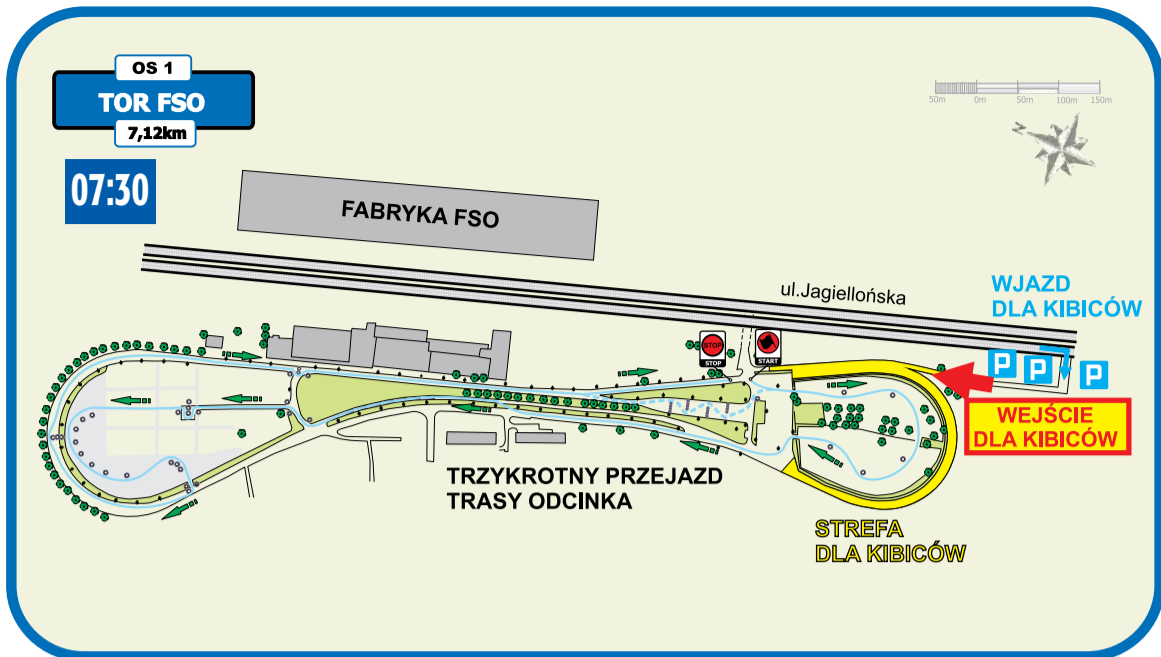 OS 1
TOR FSO
7,12km
07:30
50m 0m 50m 100m 150m
N
FABRYKA FSO
ul.Jagiellońska
WJAZD
DLA KIBICÓW
STOP
STOP
START
P P P
WEJŚCIE
DLA KIBICÓW
TRZYKROTNY PRZEJAZD
TRASY ODCINKA
STREFA
DLA KIBICÓW